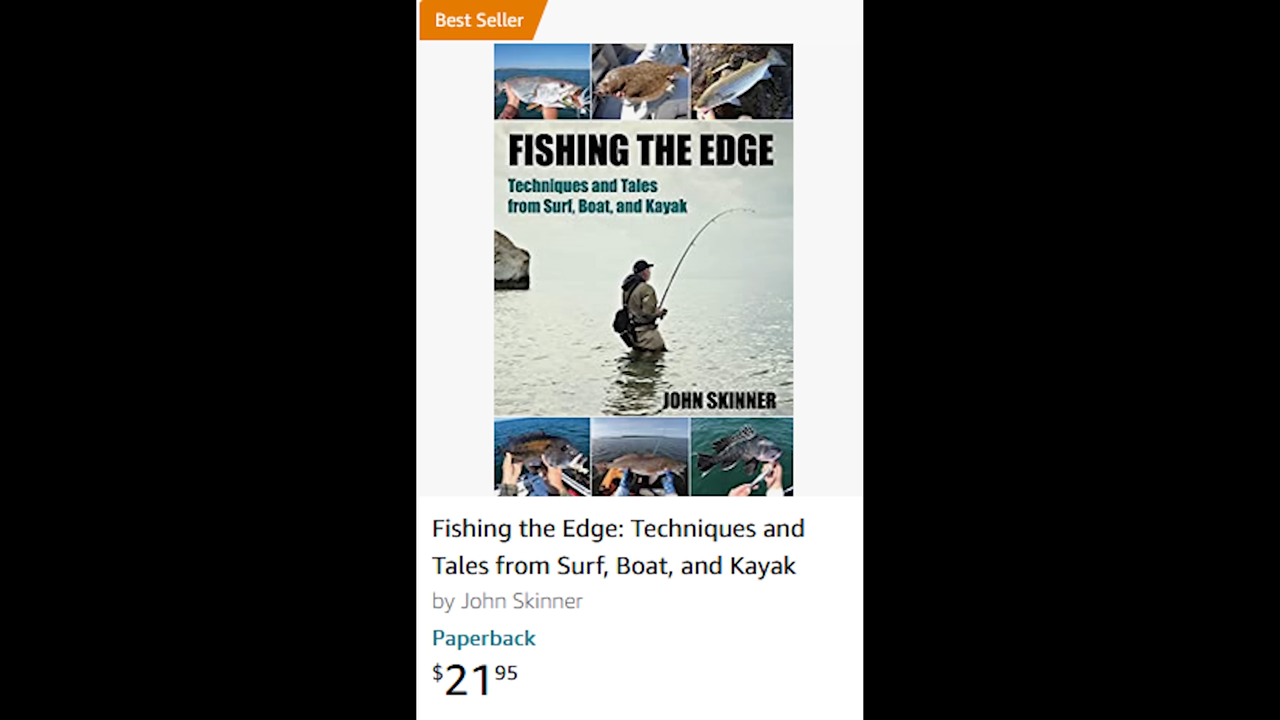 Best Seller
FISHING THE EDGE
Techniques and Tales
from Surf, Boat, and Kayak
JOHN SKINNER
Fishing the Edge: Techniques and
Tales from Surf, Boat, and Kayak
by John Skinner
Paperback
$21 95